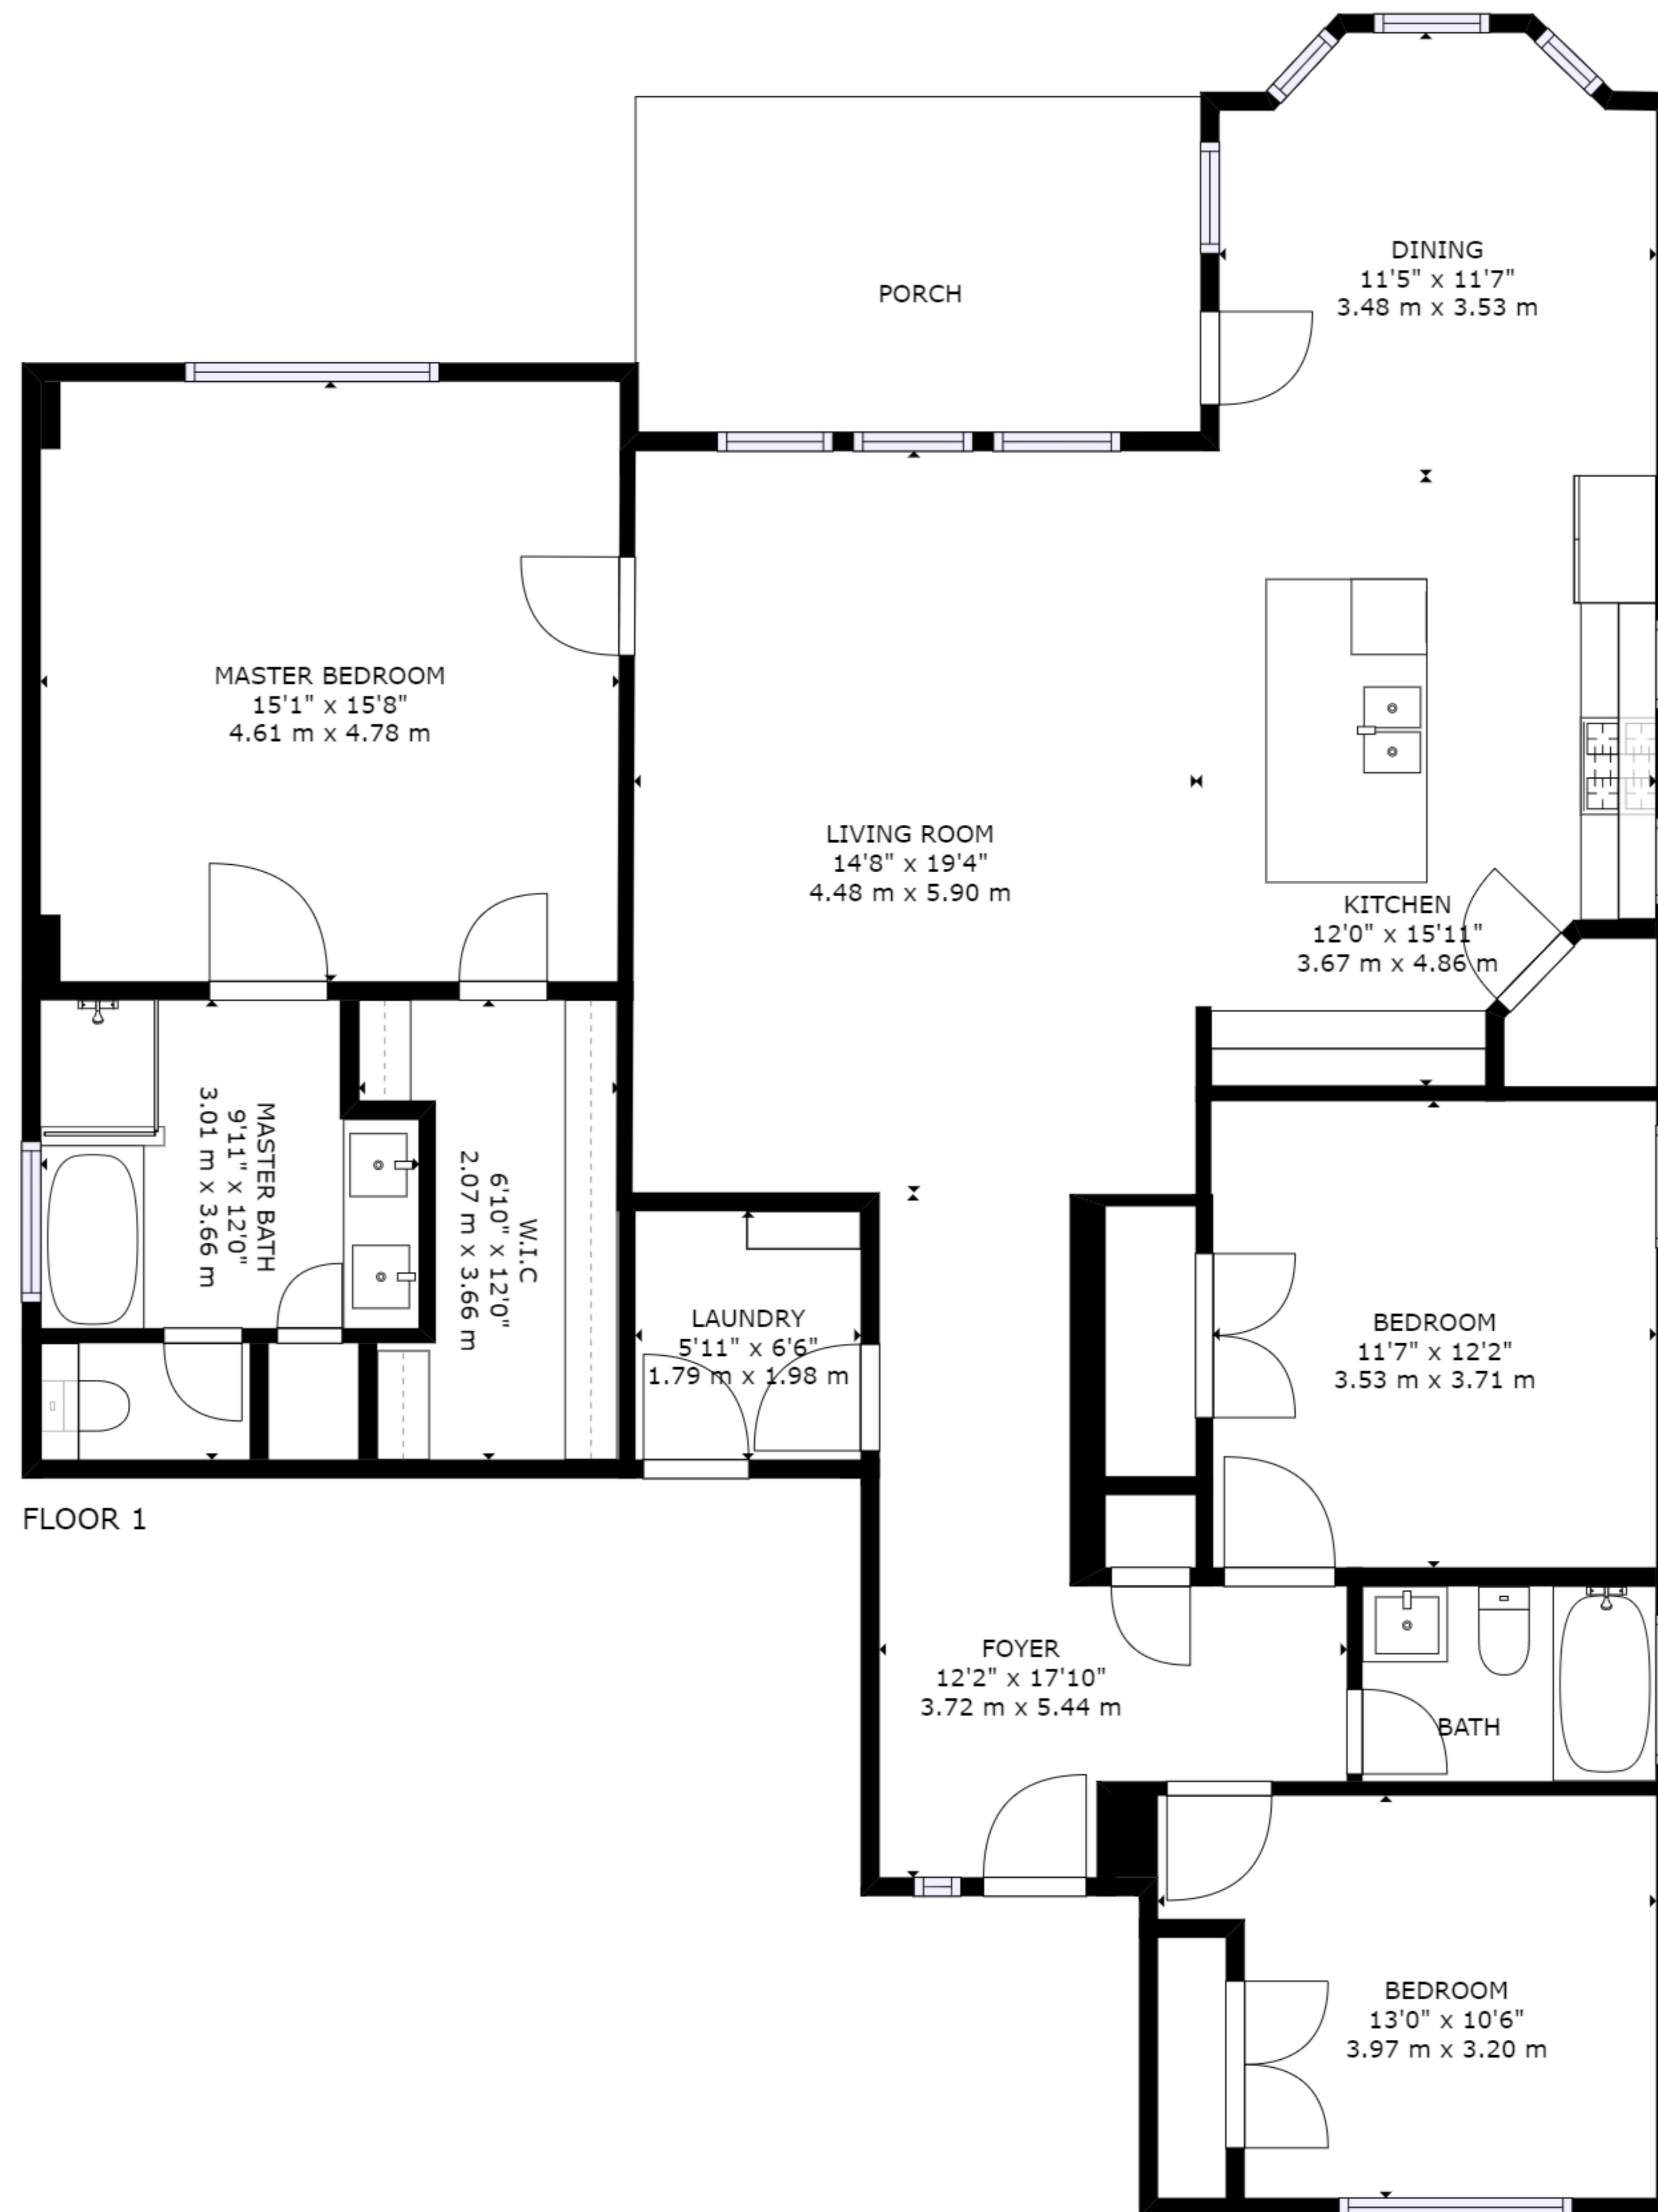 DINING
11'5" x 11'7"
3.48 m x 3.53 m
PORCH
MASTER BEDROOM
15'1" x 15'8"
4.61 m x 4.78 m
LIVING ROOM
14'8" x 19'4"
4.48 m x 5.90 m
KITCHEN
12'0" x 15'11"
3.67 m x 4.86 m
MASTER BATH
9'11" x 12'0"
3.01 m x 3.66 m
W.I.C
6'10" x 12'0"
2.07 m x 3.66 m
LAUNDRY
5'11" x 6'6"
1.79 m x 1.98 m
BEDROOM
11'7" x 12'2"
3.53 m x 3.71 m
FLOOR 1
FOYER
12'2" x 17'10"
3.72 m x 5.44 m
BATH
BEDROOM
13'0" x 10'6"
3.97 m x 3.20 m